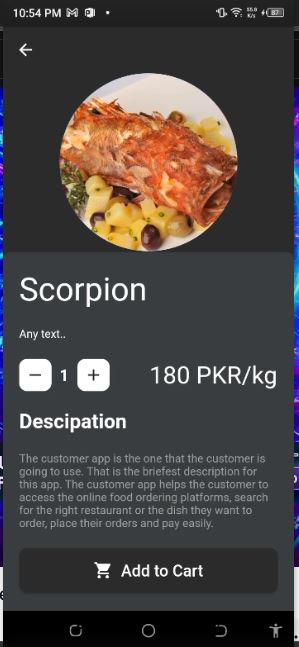 10:54 PM
55.8
K/s
87
Scorpion
Any text..
1
180 PKR/kg
Descipation
The customer app is the one that the customer is
going to use. That is the briefest description for
this app. The customer app helps the customer to
access the online food ordering platforms, search
for the right restaurant or the dish they want to
order, place their orders and pay easily.
Add to Cart